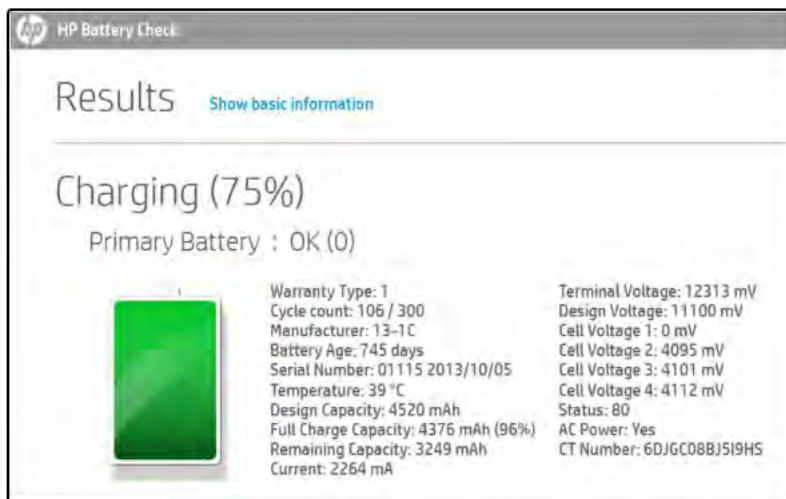 hp HP Battery Check
Results Show basic information
Charging (75%)
Primary Battery : OK (0)
Warranty Type: 1
Cycle count: 106 / 300
Manufacturer: 13-1C
Battery Age: 745 days
Serial Number: 01115 2013/10/05
Temperature: 39 °C
Design Capacity: 4520 mAh
Full Charge Capacity: 4376 mAh (96%)
Remaining Capacity: 3249 mAh
Current: 2264 mA
Terminal Voltage: 12313 mV
Design Voltage: 11100 mV
Cell Voltage 1: 0 mV
Cell Voltage 2: 4095 mV
Cell Voltage 3: 4101 mV
Cell Voltage 4: 4112 mV
Status: 80
AC Power: Yes
CT Number: 6DJGC08BJ5I9HS